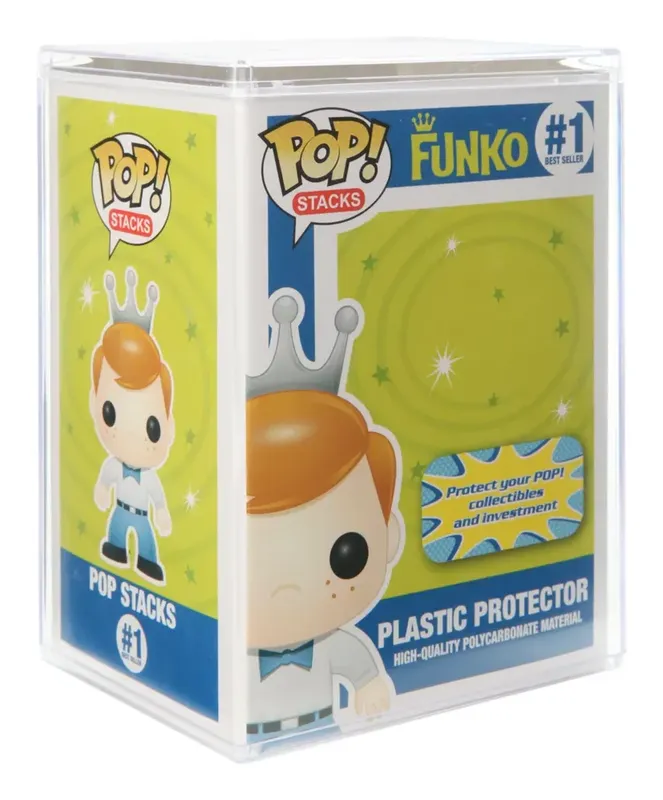 POP!
STACKS
POP STACKS
#1
BEST SELLER
POP!
STACKS
FUNKO
#1
BEST SELLER
Protect your POP!
collectibles
and investment
PLASTIC PROTECTOR
HIGH-QUALITY POLYCARBONATE MATERIAL